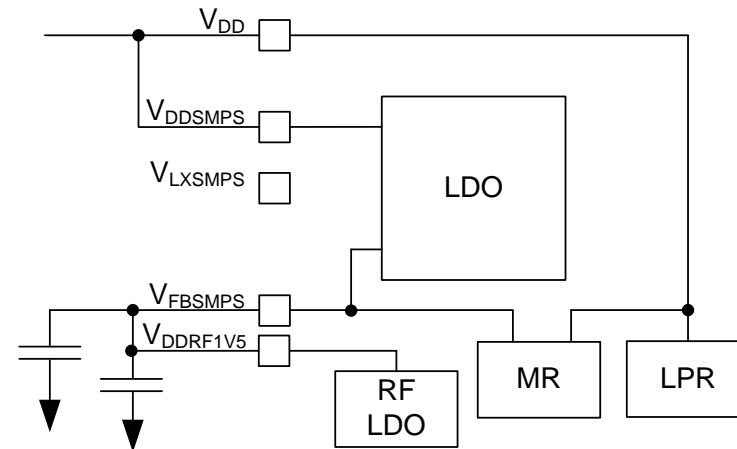 VDD
VDDSMPS
VLXSMPS
LDO
VFBSMPS
VDDRF1V5
MR
LPR
RF
LDO